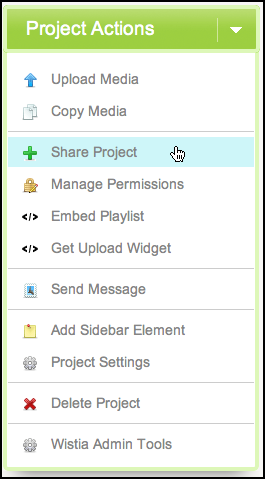 Project Actions
Upload Media
Copy Media
Share Project
Manage Permissions
Embed Playlist
Get Upload Widget
Send Message
Add Sidebar Element
Project Settings
Delete Project
Wistia Admin Tools